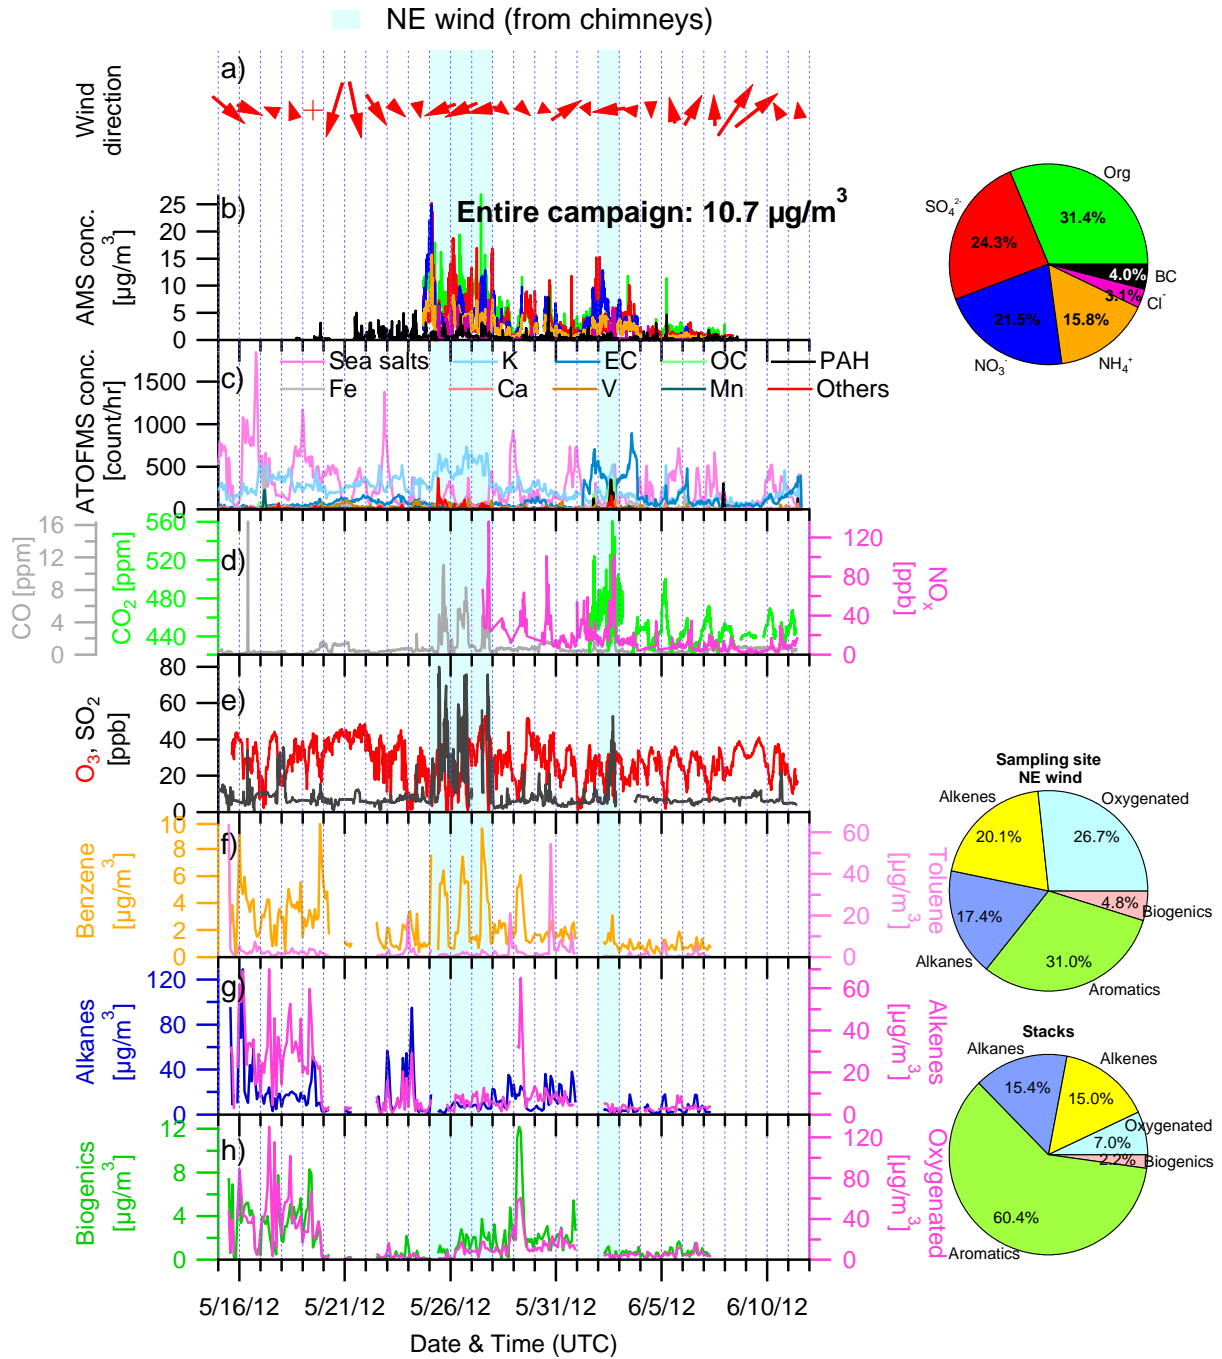 NE wind (from chimneys)
a)
Wind
direction
b)
Entire campaign: 10.7 µg/m³
AMS conc.
[µg/m³]
25
20
15
10
5
0
Org
31.4%
SO₄²⁻
24.3%
NO₃⁻
21.5%
NH₄⁺
15.8%
Cl⁻
3.1%
BC
4.0%
c)
Sea salts K EC OC PAH
Fe Ca V Mn Others
ATOFMS conc.
[count/hr]
1500
1000
500
0
d)
CO [ppm]
16
12
8
4
0
CO₂ [ppm]
560
520
480
440
NOₓ
[ppb]
120
80
40
0
e)
O₃, SO₂
[ppb]
80
60
40
20
0
f)
Benzene
[µg/m³]
10
8
6
4
2
0
Toluene
[µg/m³]
60
40
20
0
Sampling site
NE wind
Alkenes
20.1%
Oxygenated
26.7%
Biogenics
4.8%
Alkanes
17.4%
Aromatics
31.0%
g)
Alkanes
[µg/m³]
120
80
40
0
Alkenes
[µg/m³]
60
40
20
0
Stacks
Alkanes
15.4%
Alkenes
15.0%
Oxygenated
7.0%
Biogenics
2.2%
Aromatics
60.4%
h)
Biogenics
[µg/m³]
12
8
4
0
Oxygenated
[µg/m³]
120
80
40
0
5/16/12 5/21/12 5/26/12 5/31/12 6/5/12 6/10/12
Date & Time (UTC)